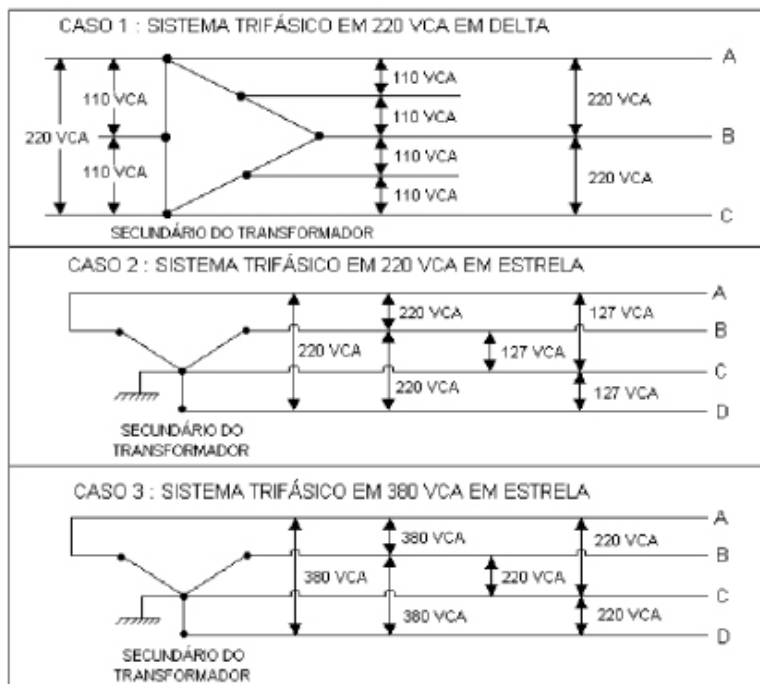 CASO 1 : SISTEMA TRIFÁSICO EM 220 VCA EM DELTA
A
110 VCA
110 VCA
110 VCA
220 VCA
220 VCA
B
110 VCA
110 VCA
110 VCA
220 VCA
C
SECUNDÁRIO DO TRANSFORMADOR
CASO 2 : SISTEMA TRIFÁSICO EM 220 VCA EM ESTRELA
A
220 VCA
127 VCA
B
220 VCA
127 VCA
C
220 VCA
127 VCA
D
SECUNDÁRIO DO
TRANSFORMADOR
CASO 3 : SISTEMA TRIFÁSICO EM 380 VCA EM ESTRELA
A
380 VCA
220 VCA
B
380 VCA
220 VCA
C
380 VCA
220 VCA
D
SECUNDÁRIO DO
TRANSFORMADOR